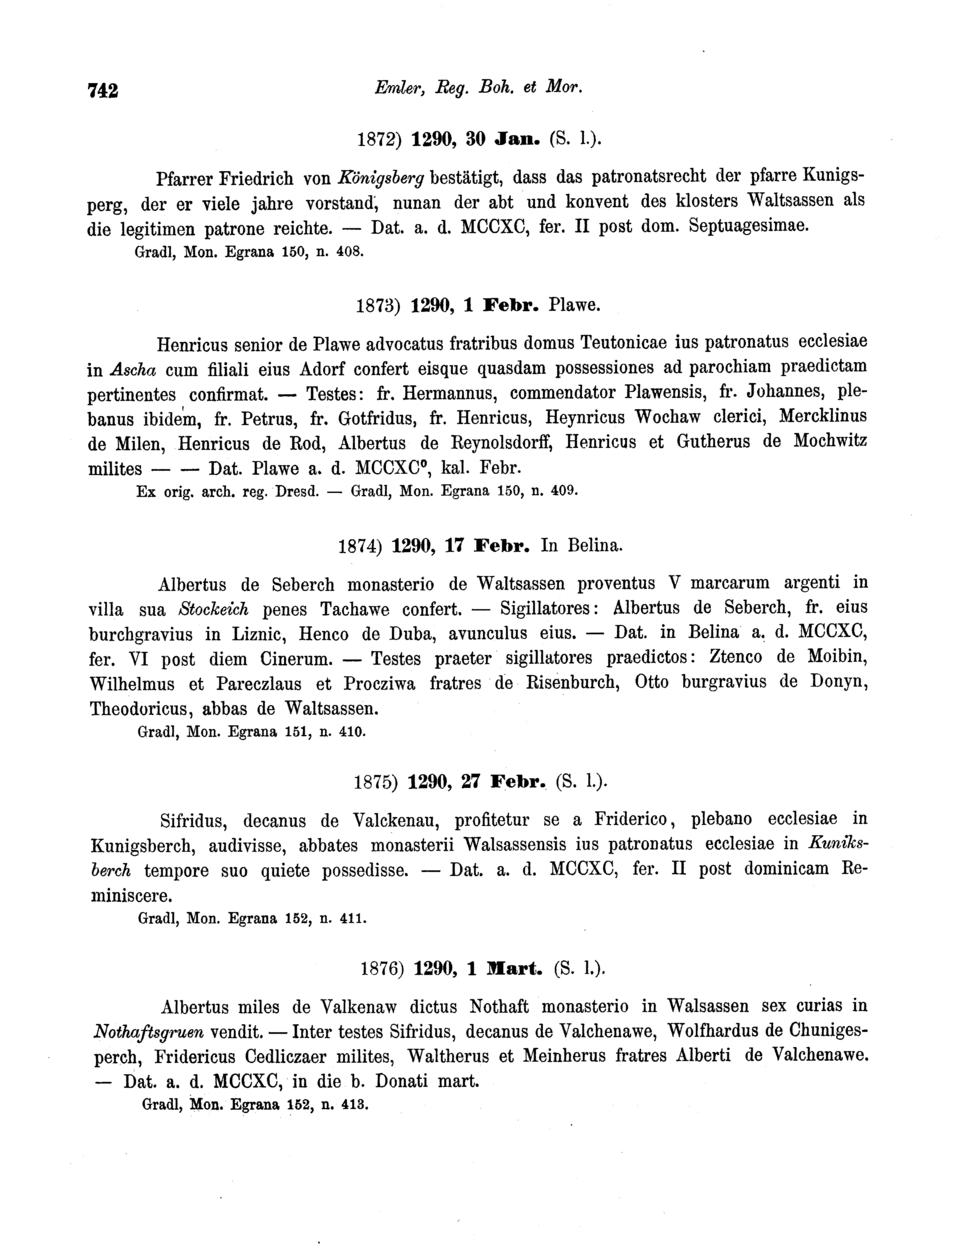 742 Emler, Reg. Boh. et Mor.
1872) 1290, 30 Jan. (S. l.).
Pfarrer Friedrich von Königsberg bestätigt, dass das patronatsrecht der pfarre Kunigs-
perg, der er viele jahre vorstand, nunan der abt und konvent des klosters Waltsassen als
die legitimen patrone reichte. — Dat. a. d. MCCXC, fer. II post dom. Septuagesimae.
Gradl, Mon. Egrana 150, n. 408.
1873) 1290, 1 Febr. Plawe.
Henricus senior de Plawe advocatus fratribus domus Teutonicae ius patronatus ecclesiae
in Ascha cum filiali eius Adorf confert eisque quasdam possessiones ad parochiam praedictam
pertinentes confirmat. — Testes: fr. Hermannus, commendator Plawensis, fr. Johannes, ple-
banus ibidem, fr. Petrus, fr. Gotfridus, fr. Henricus, Heynricus Wochaw clerici, Mercklinus
de Milen, Henricus de Rod, Albertus de Reynolsdorff, Henricus et Gutherus de Mochwitz
milites — — Dat. Plawe a. d. MCCXC⁰, kal. Febr.
Ex orig. arch. reg. Dresd. — Gradl, Mon. Egrana 150, n. 409.
1874) 1290, 17 Febr. In Belina.
Albertus de Seberch monasterio de Waltsassen proventus V marcarum argenti in
villa sua Stockeich penes Tachawe confert. — Sigillatores: Albertus de Seberch, fr. eius
burchgravius in Liznic, Henco de Duba, avunculus eius. — Dat. in Belina a. d. MCCXC,
fer. VI post diem Cinerum. — Testes praeter sigillatores praedictos: Ztenco de Moibin,
Wilhelmus et Pareczlaus et Procziwa fratres de Risenburch, Otto burgravius de Donyn,
Theodoricus, abbas de Waltsassen.
Gradl, Mon. Egrana 151, n. 410.
1875) 1290, 27 Febr. (S. l.).
Sifridus, decanus de Valckenau, profitetur se a Friderico, plebano ecclesiae in
Kunigsberch, audivisse, abbates monasterii Walsassensis ius patronatus ecclesiae in Kuniks-
berch tempore suo quiete possedisse. — Dat. a. d. MCCXC, fer. II post dominicam Re-
miniscere.
Gradl, Mon. Egrana 152, n. 411.
1876) 1290, 1 Mart. (S. l.).
Albertus miles de Valkenaw dictus Nothaft monasterio in Walsassen sex curias in
Nothaftsgruen vendit. — Inter testes Sifridus, decanus de Valchenawe, Wolfhardus de Chuniges-
perch, Fridericus Cedliczaer milites, Waltherus et Meinherus fratres Alberti de Valchenawe.
— Dat. a. d. MCCXC, in die b. Donati mart.
Gradl, Mon. Egrana 152, n. 413.